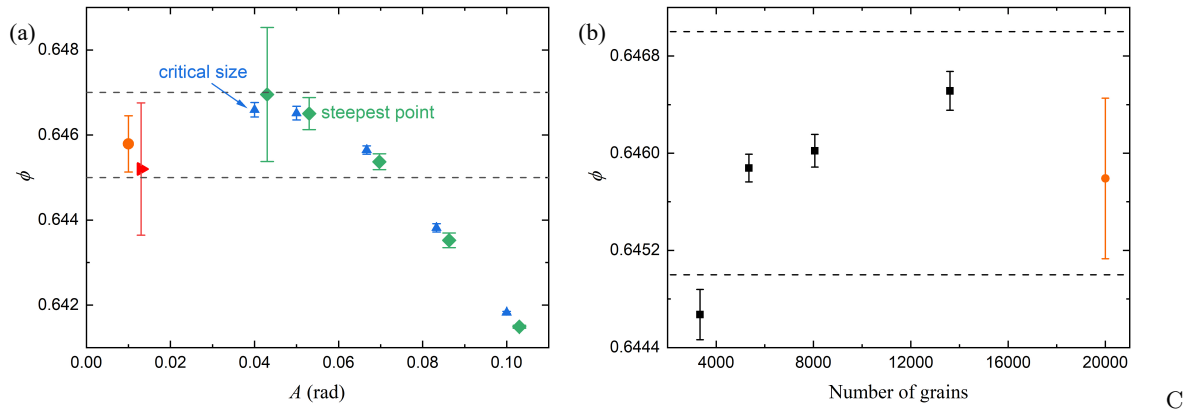 (a)
0.648
0.646
0.644
0.642
ϕ
critical size
steepest point
0.00 0.02 0.04 0.06 0.08 0.10
A (rad)
(b)
0.6468
0.6460
0.6452
0.6444
ϕ
4000 8000 12000 16000 20000
Number of grains
C